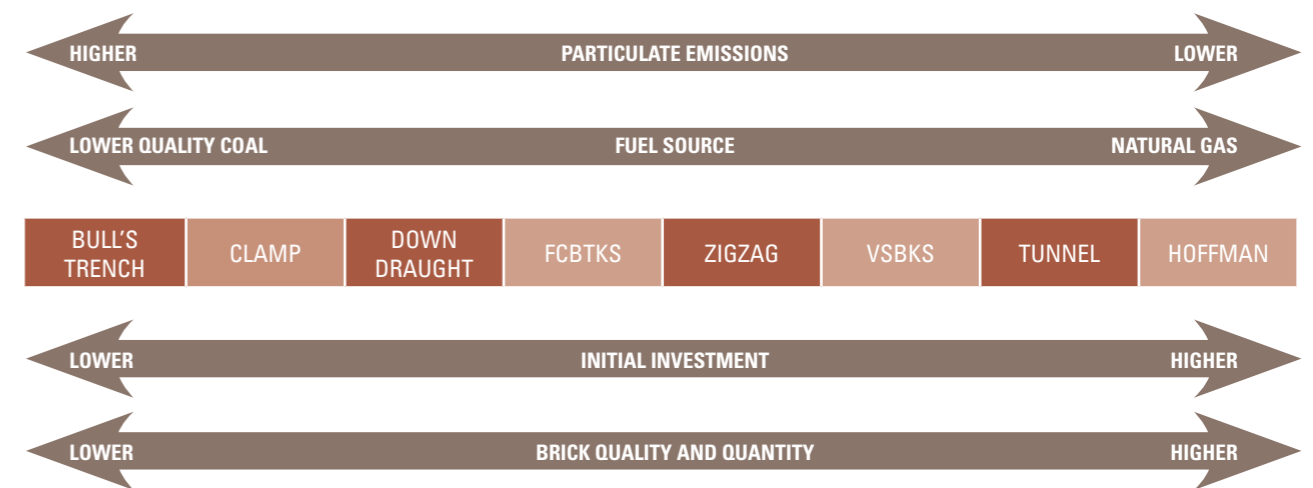 HIGHER PARTICULATE EMISSIONS LOWER
LOWER QUALITY COAL FUEL SOURCE NATURAL GAS
BULL'S TRENCH
CLAMP
DOWN DRAUGHT
FCBTKS
ZIGZAG
VSBKS
TUNNEL
HOFFMAN
LOWER INITIAL INVESTMENT HIGHER
LOWER BRICK QUALITY AND QUANTITY HIGHER